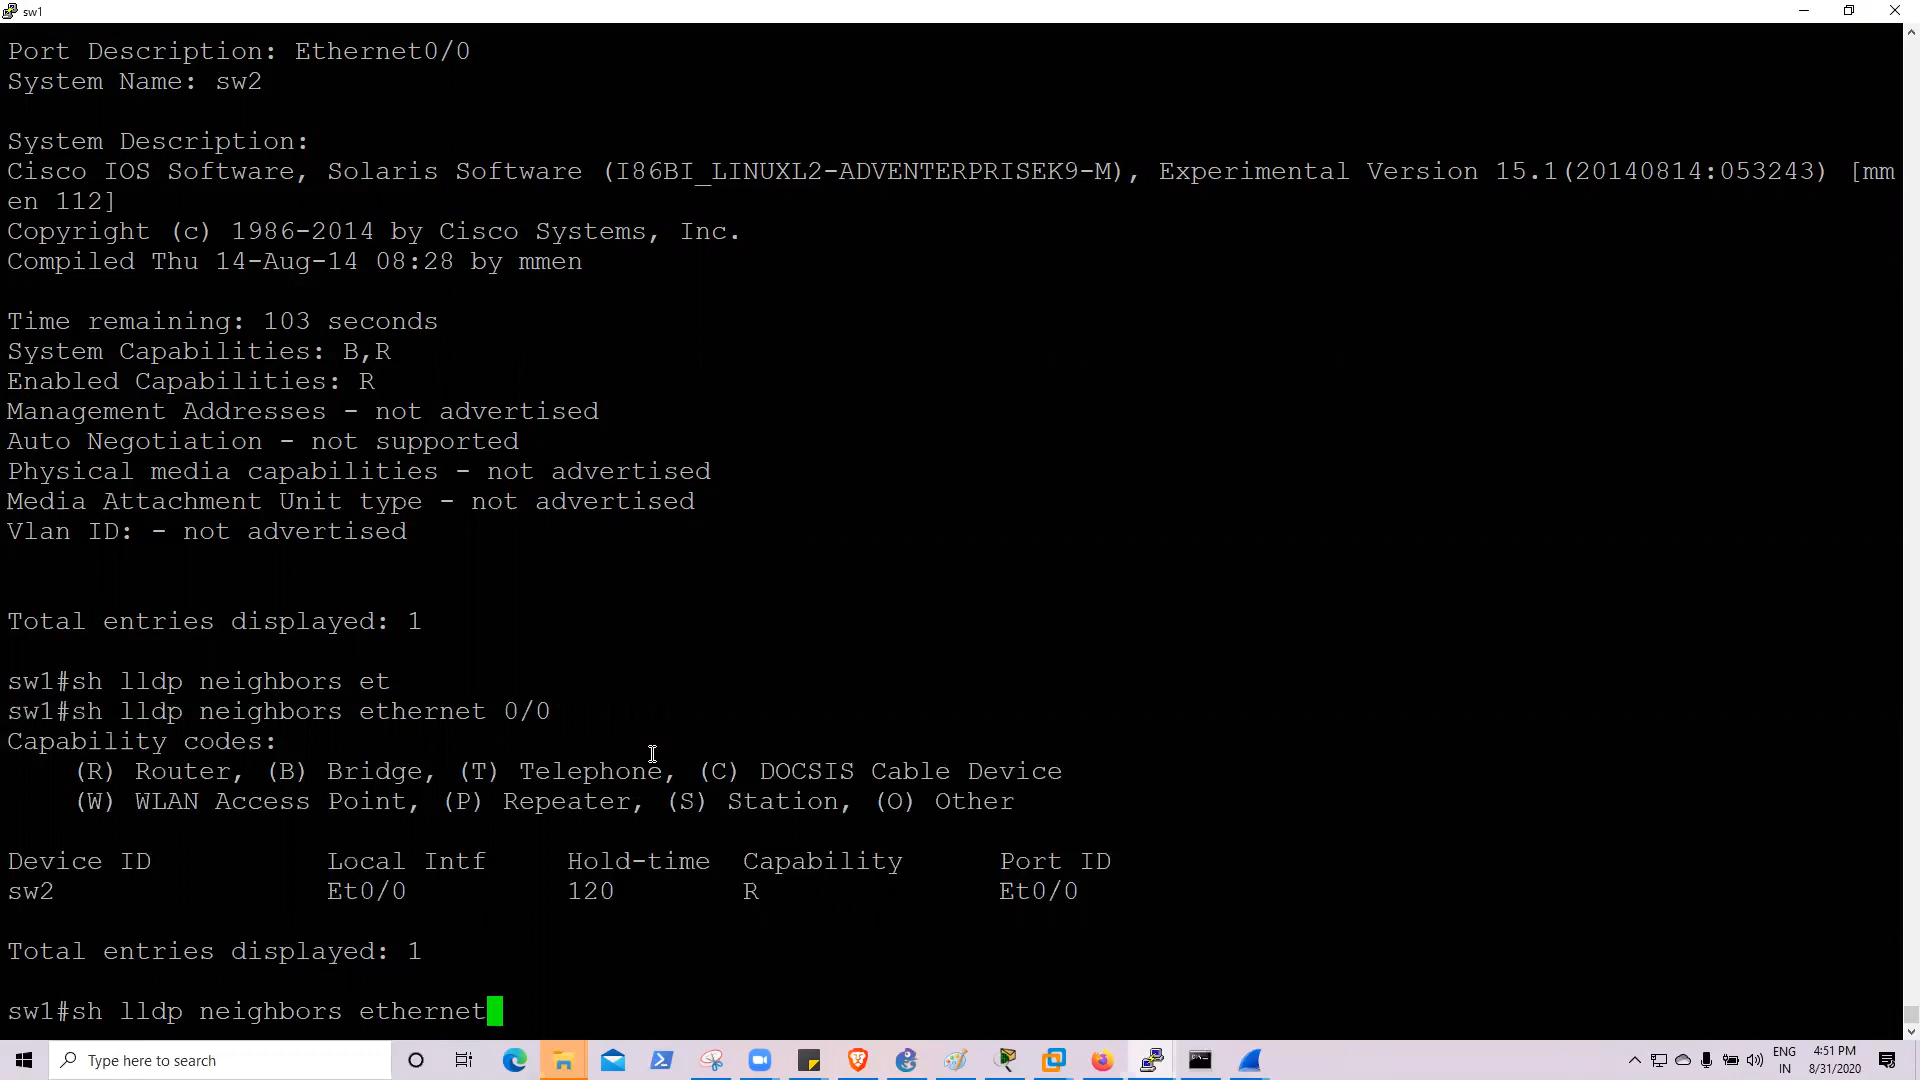 sw1
Port Description: Ethernet0/0
System Name: sw2
System Description:
Cisco IOS Software, Solaris Software (I86BI_LINUXL2-ADVENTERPRISEK9-M), Experimental Version 15.1(20140814:053243) [mm
en 112]
Copyright (c) 1986-2014 by Cisco Systems, Inc.
Compiled Thu 14-Aug-14 08:28 by mmen
Time remaining: 103 seconds
System Capabilities: B,R
Enabled Capabilities: R
Management Addresses - not advertised
Auto Negotiation - not supported
Physical media capabilities - not advertised
Media Attachment Unit type - not advertised
Vlan ID: - not advertised
Total entries displayed: 1
sw1#sh lldp neighbors et
sw1#sh lldp neighbors ethernet 0/0
Capability codes:
(R) Router, (B) Bridge, (T) Telephone, (C) DOCSIS Cable Device
(W) WLAN Access Point, (P) Repeater, (S) Station, (O) Other
Device ID Local Intf Hold-time Capability Port ID
sw2 Et0/0 120 R Et0/0
Total entries displayed: 1
sw1#sh lldp neighbors ethernet
Type here to search
ENG 4:51 PM
IN 8/31/2020